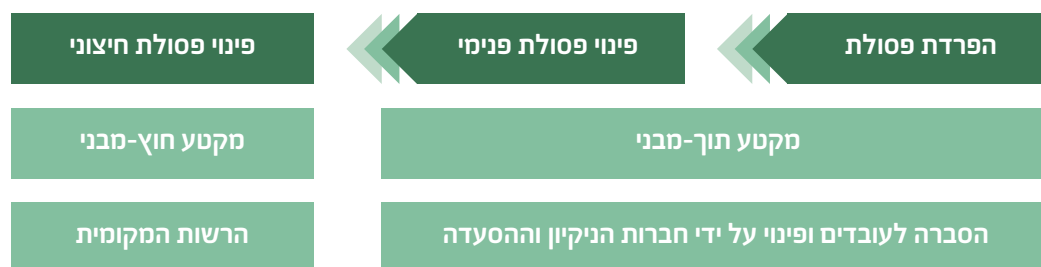 הפרדת פסולת
פינוי פסולת פנימי
פינוי פסולת חיצוני
מקטע תוך-מבני
מקטע חוץ-מבני
הסברה לעובדים ופינוי על ידי חברות הניקיון וההסעדה
הרשות המקומית